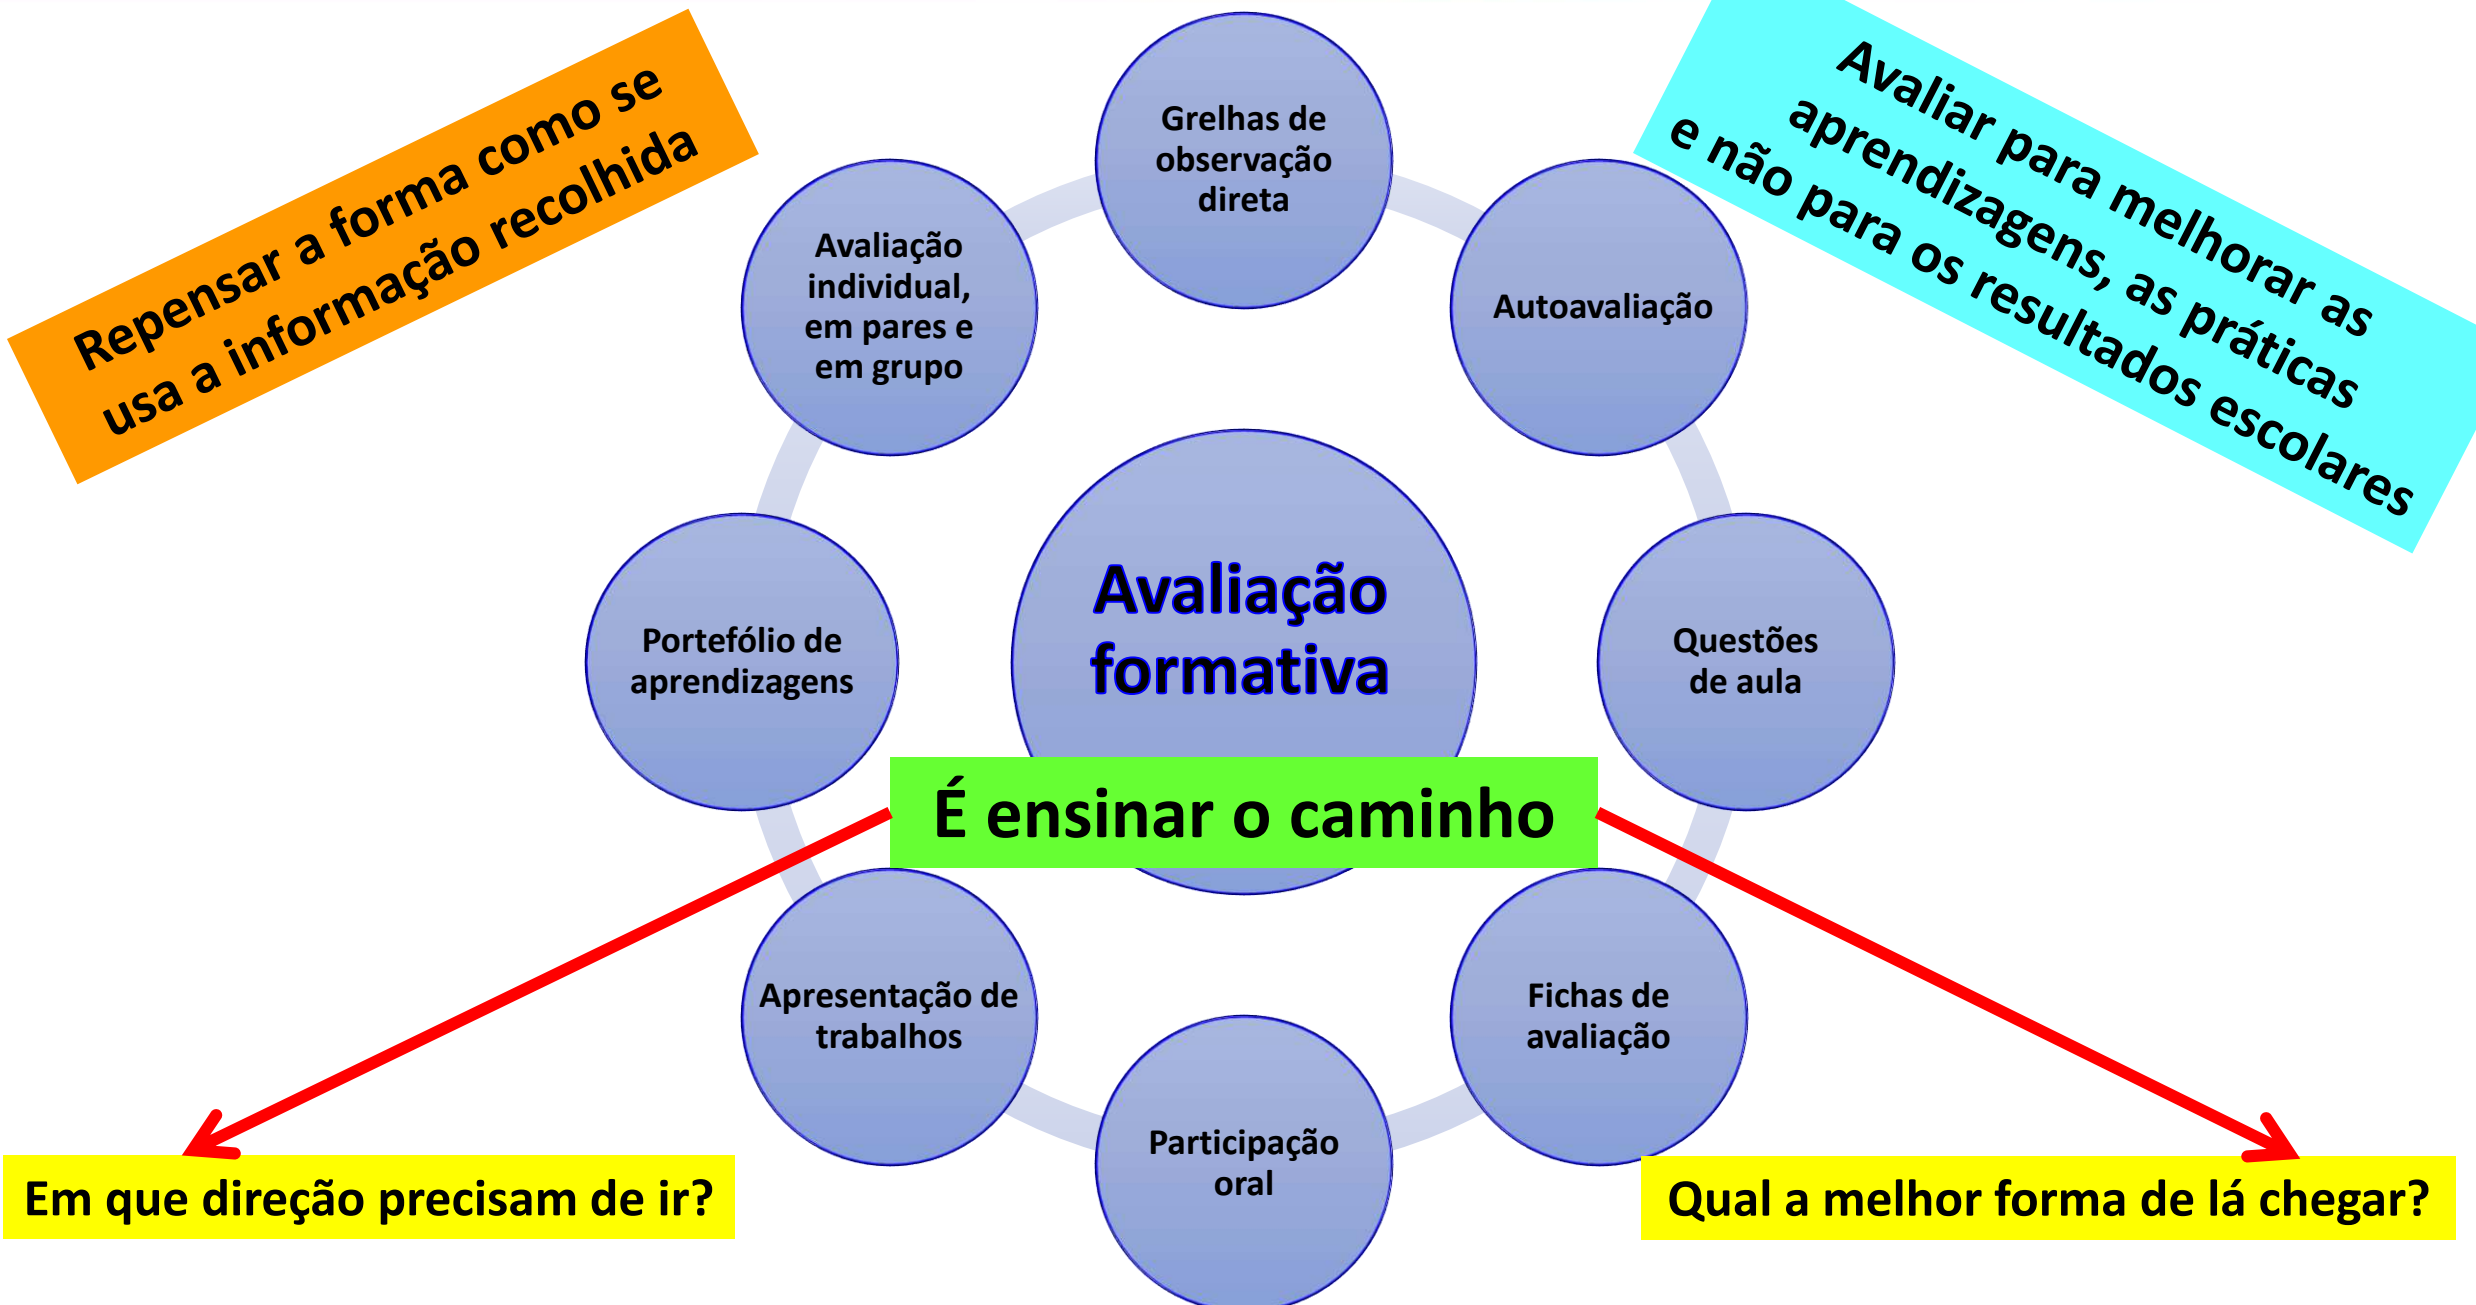 Repensar a forma como se
usa a informação recolhida
Avaliar para melhorar as
aprendizagens, as práticas
e não para os resultados escolares
Grelhas de
observação
direta
Autoavaliação
Questões
de aula
Fichas de
avaliação
Participação
oral
Apresentação de
trabalhos
Portefólio de
aprendizagens
Avaliação
individual,
em pares e
em grupo
Avaliação
formativa
É ensinar o caminho
Em que direção precisam de ir?
Qual a melhor forma de lá chegar?